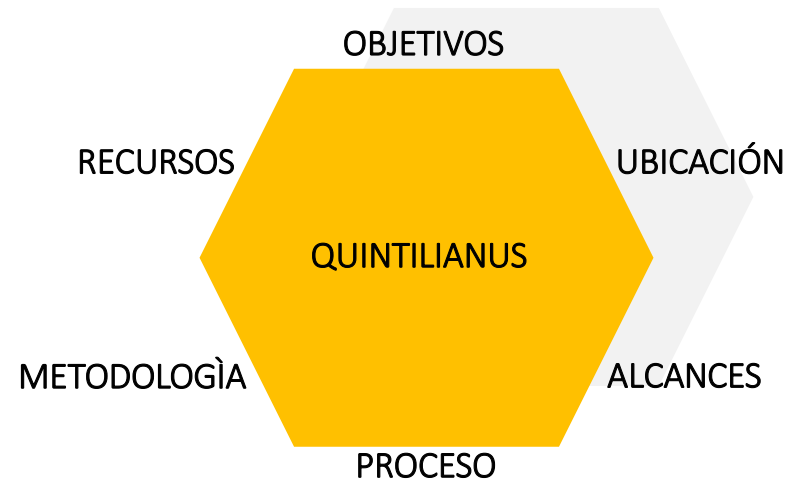 OBJETIVOS
RECURSOS
UBICACIÓN
QUINTILIANUS
METODOLOGÌA
ALCANCES
PROCESO